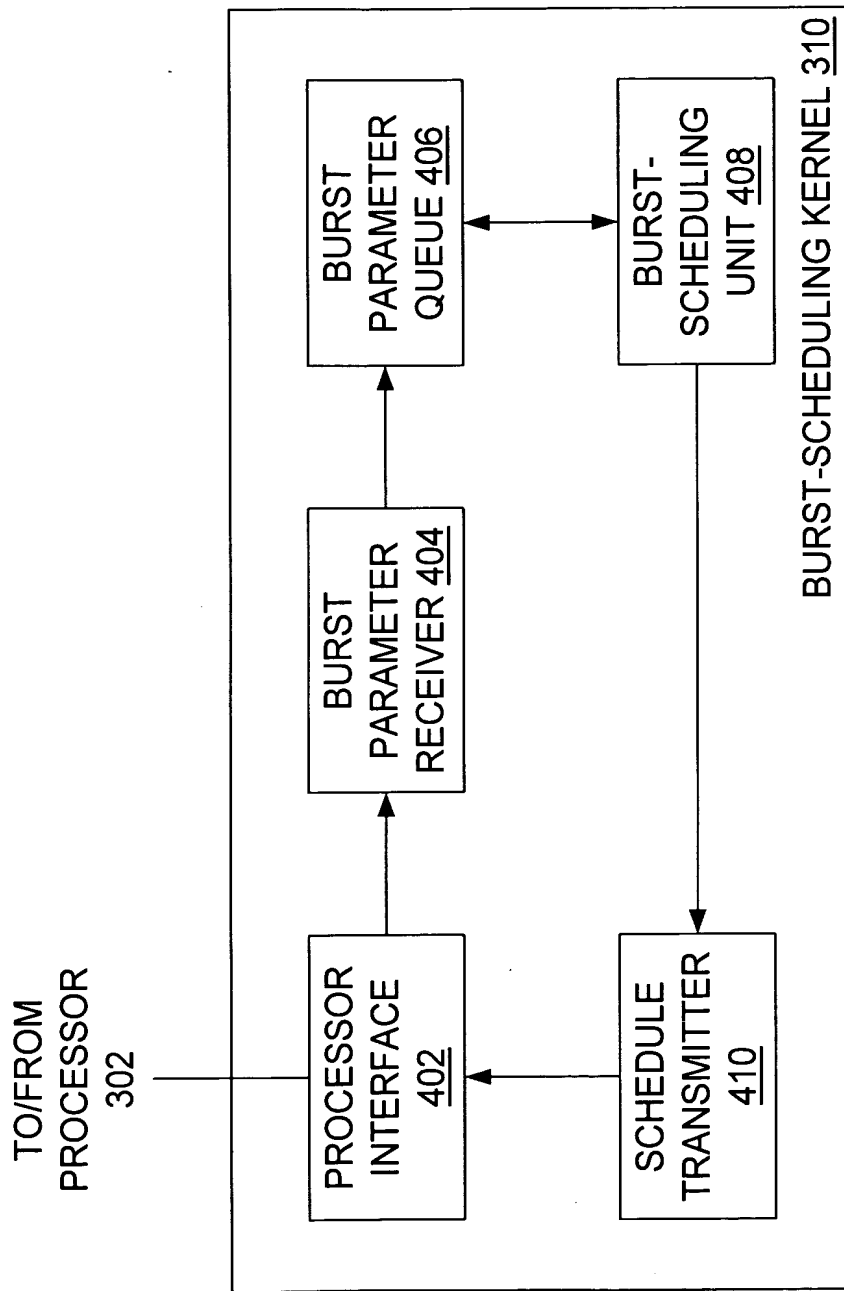 TO/FROM
PROCESSOR
302
PROCESSOR
INTERFACE
402
BURST
PARAMETER
RECEIVER 404
BURST
PARAMETER
QUEUE 406
SCHEDULE
TRANSMITTER
410
BURST-
SCHEDULING
UNIT 408
BURST-SCHEDULING KERNEL 310